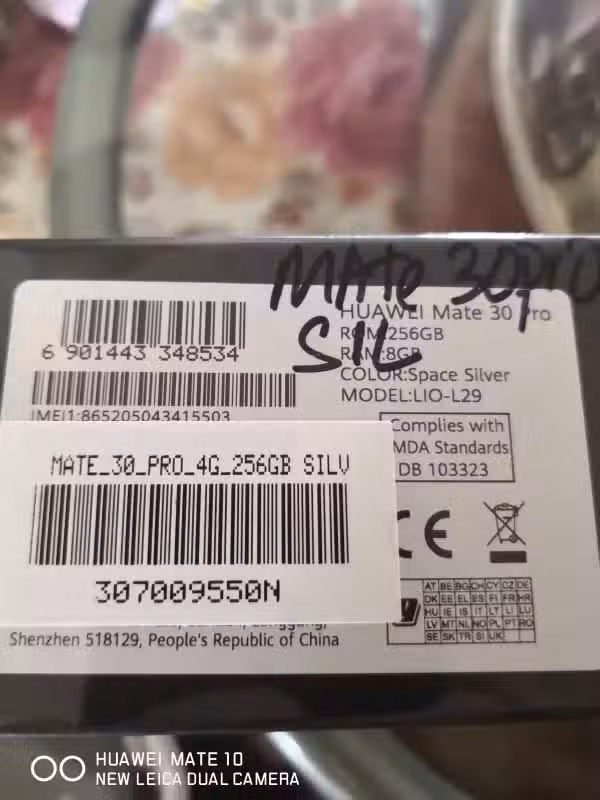 MATe 30pro
SIL
HUAWEI Mate 30 Pro
ROM:256GB
RAM:8GB
COLOR:Space Silver
MODEL:LIO-L29
6 901443 348534
IMEI1:865205043415503
Complies with
IMDA Standards
DB 103323
MATE_30_PRO_4G_256GB SILV
307009550N
CE
AT BE BG CH CY CZ DE
DK EE EL ES FI FR HR
HU IE IS IT LT LI LU
LV MT NL NO PL PT RO
SE SK TR SI UK
Shenzhen 518129, People's Republic of China
HUAWEI MATE 10
NEW LEICA DUAL CAMERA